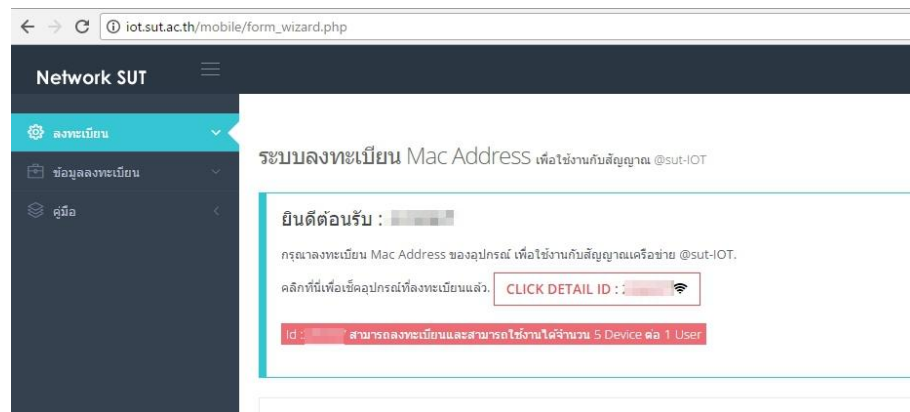 iot.sut.ac.th/mobile/form_wizard.php
Network SUT
ลงทะเบียน
ข้อมูลลงทะเบียน
คู่มือ
ระบบลงทะเบียน Mac Address เพื่อใช้งานกับสัญญาณ @sut-IOT
ยินดีต้อนรับ :
กรุณาลงทะเบียน Mac Address ของอุปกรณ์ เพื่อใช้งานกับสัญญาณเครือข่าย @sut-IOT.
คลิกที่นี่เพื่อเช็คอุปกรณ์ที่ลงทะเบียนแล้ว. CLICK DETAIL ID :
Id : สามารถลงทะเบียนและสามารถใช้งานได้จำนวน 5 Device ต่อ 1 User